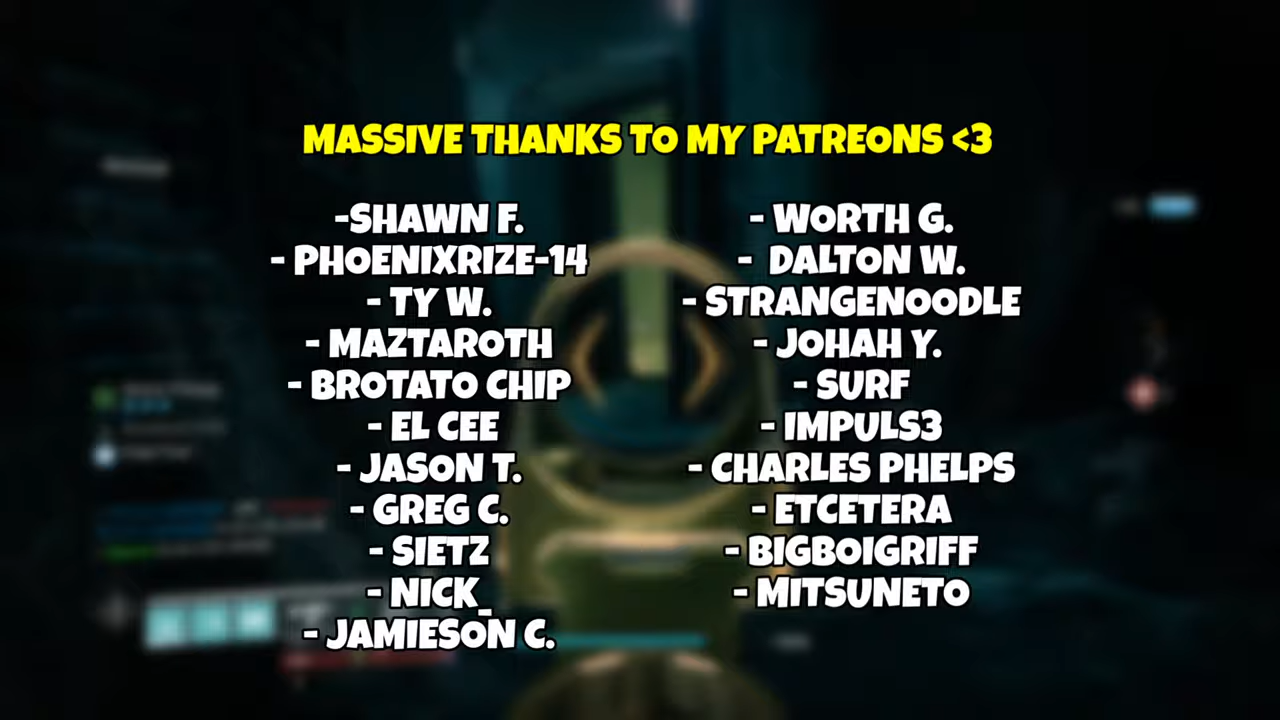 MASSIVE THANKS TO MY PATREONS <3
-SHAWN F.
- PHOENIXRIZE-14
- TY W.
- MAZTAROTH
- BROTATO CHIP
- EL CEE
- JASON T.
- GREG C.
- SIETZ
- NICK_
- JAMIESON C.
- WORTH G.
- DALTON W.
- STRANGENOODLE
- JOHAH Y.
- SURF
- IMPULS3
- CHARLES PHELPS
- ETCETERA
- BIGBOIGRIFF
- MITSUNETO